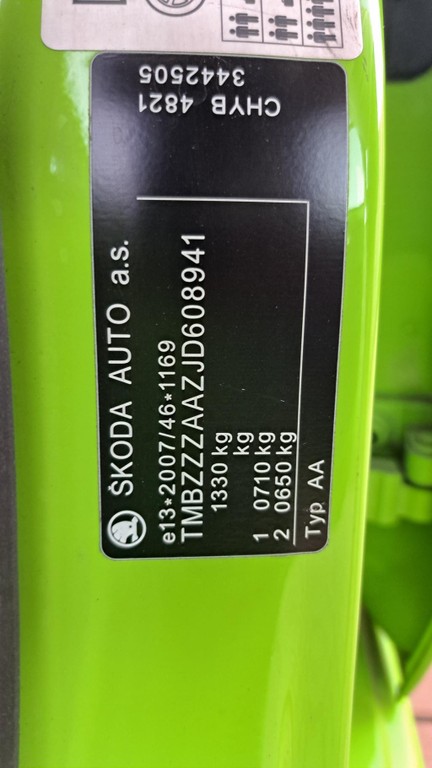 ŠKODA AUTO a.s.
e13*2007/46*1169
TMBZZZAAZJD608941
1330 kg
kg
1 0710 kg
2 0650 kg
Typ AA
CHYB 4821
3442505